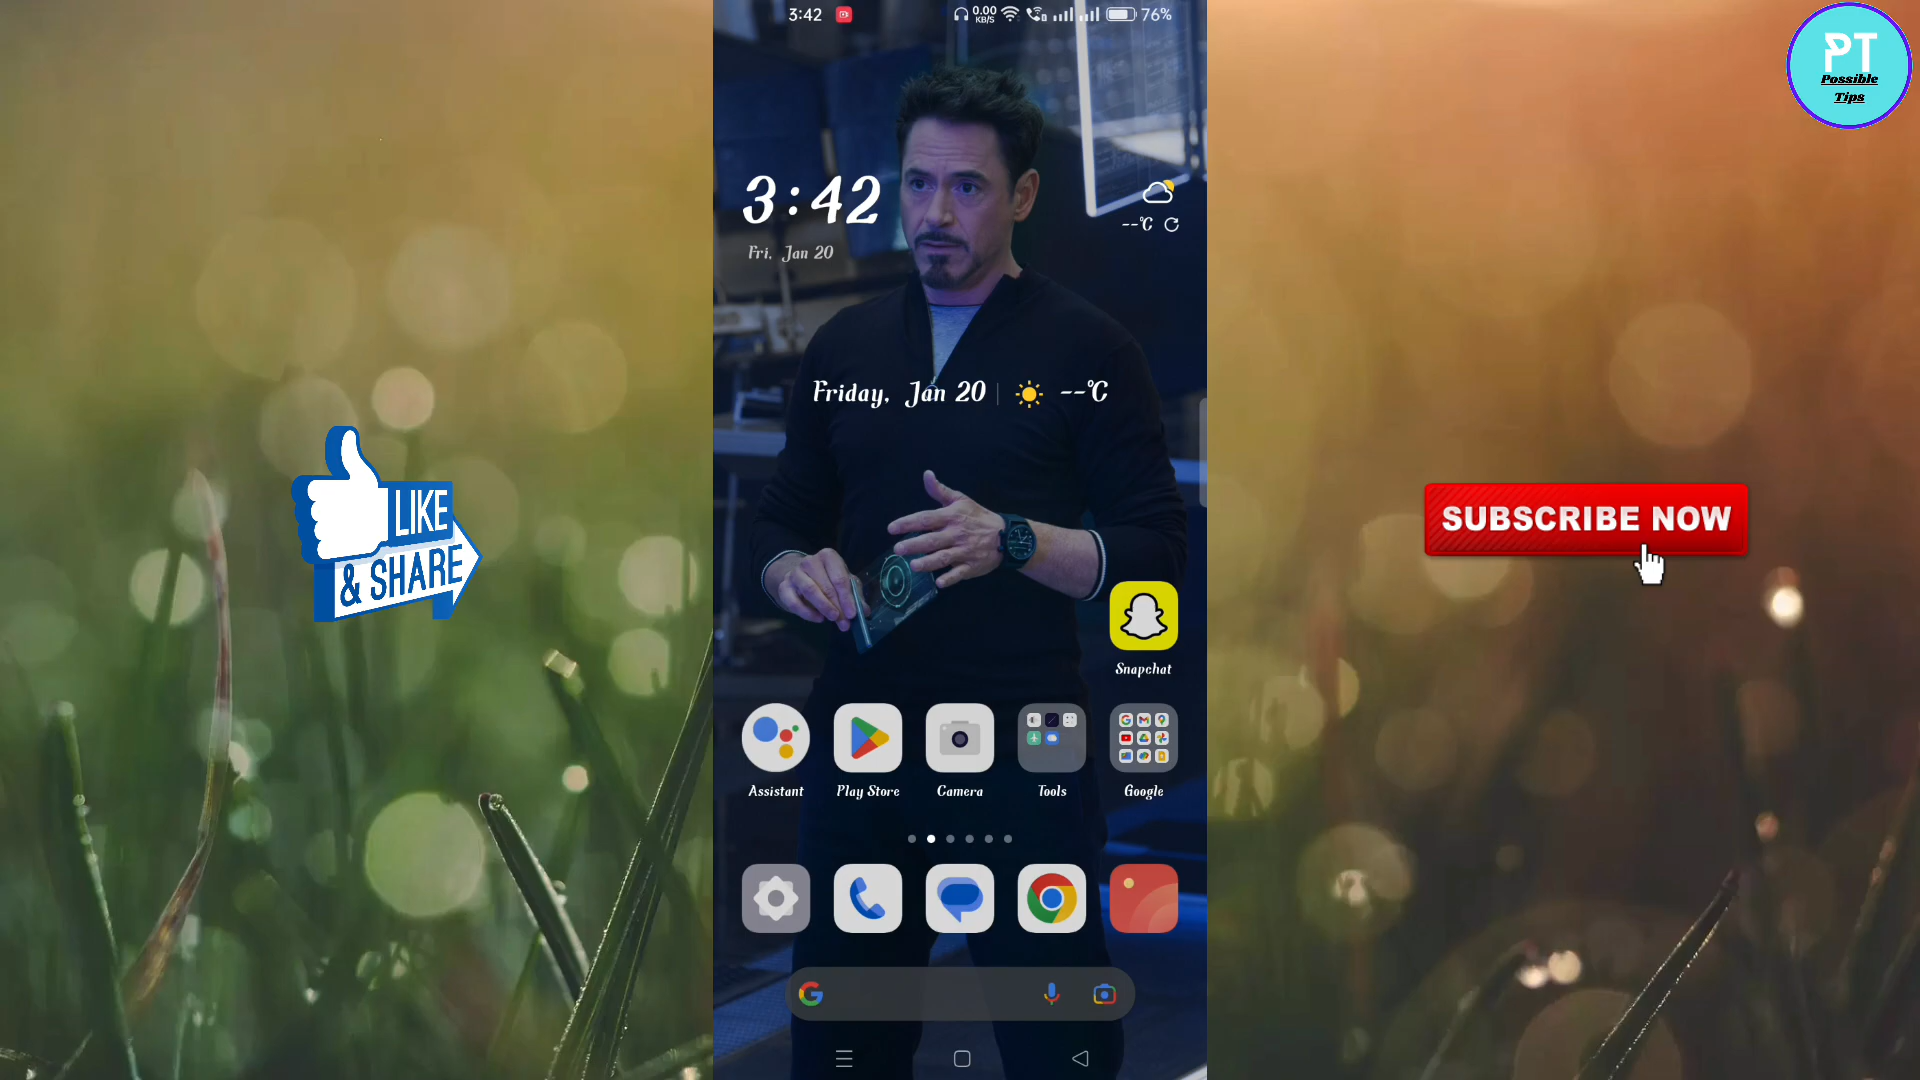 3:42
0.00
KB/S
76%
PT
Possible
Tips
3:42
Fri, Jan 20
--°C
Friday, Jan 20 | --°C
LIKE
& SHARE
SUBSCRIBE NOW
Snapchat
Assistant
Play Store
Camera
Tools
Google